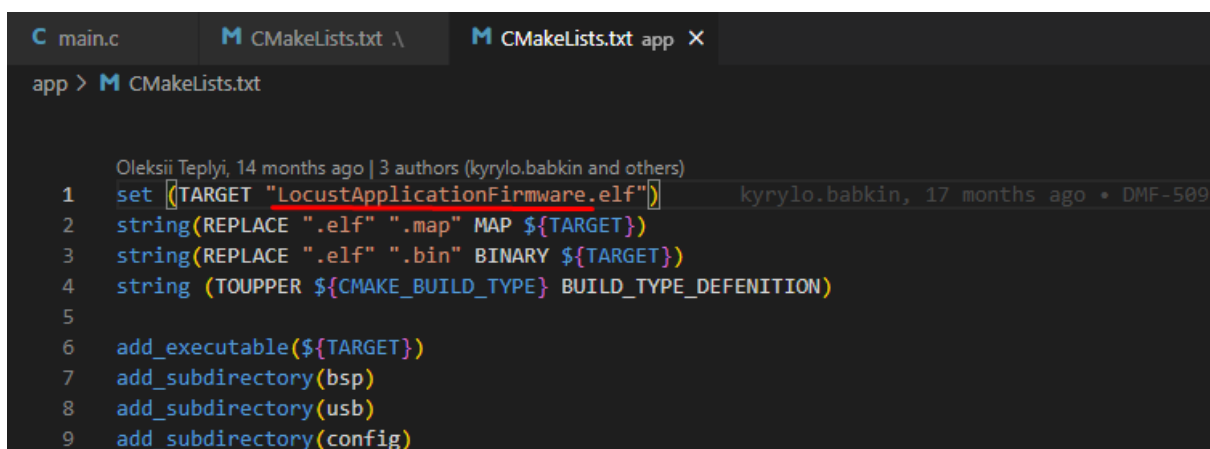 main.c CMakeLists.txt .\ CMakeLists.txt app
app > CMakeLists.txt
Oleksii Teplyi, 14 months ago | 3 authors (kyrylo.babkin and others)
1 set (TARGET "LocustApplicationFirmware.elf") kyrylo.babkin, 17 months ago • DMF-509
2 string(REPLACE ".elf" ".map" MAP ${TARGET})
3 string(REPLACE ".elf" ".bin" BINARY ${TARGET})
4 string (TOUPPER ${CMAKE_BUILD_TYPE} BUILD_TYPE_DEFENITION)
5
6 add_executable(${TARGET})
7 add_subdirectory(bsp)
8 add_subdirectory(usb)
9 add_subdirectory(config)